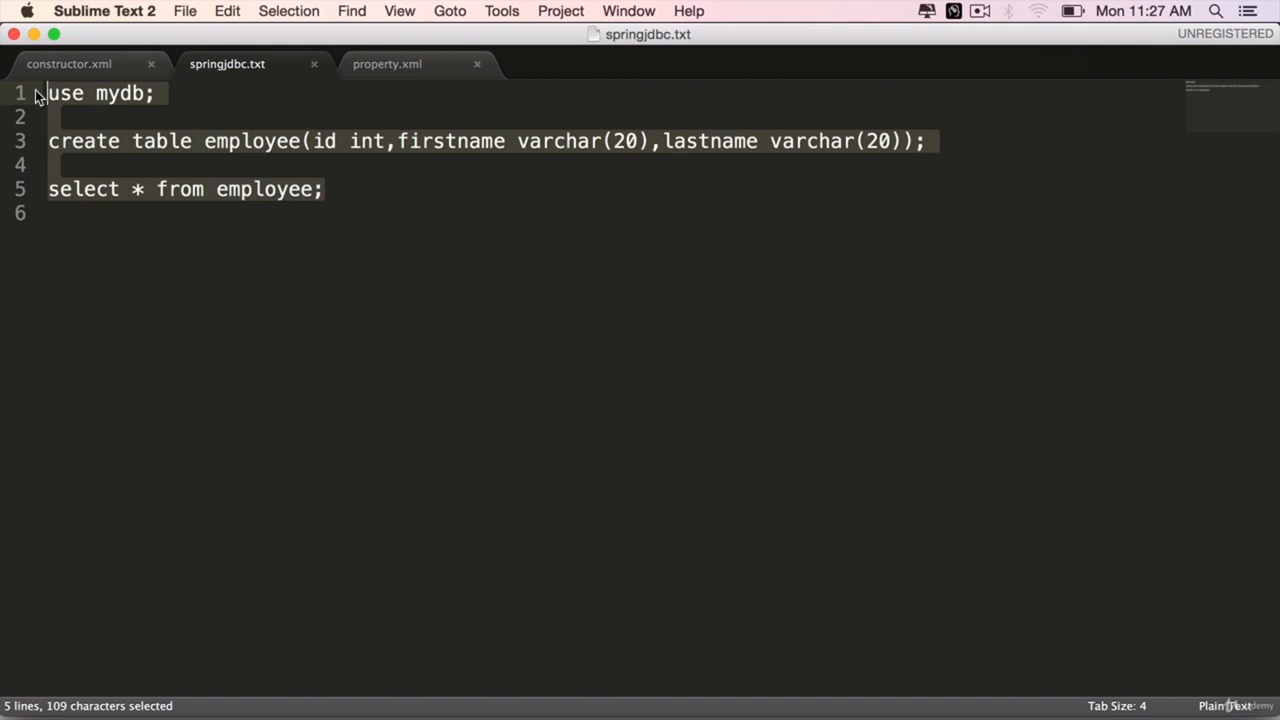 Sublime Text 2 File Edit Selection Find View Goto Tools Project Window Help Mon 11:27 AM
springjdbc.txt UNREGISTERED
constructor.xml × springjdbc.txt × property.xml ×
1 use mydb;
2
3 create table employee(id int,firstname varchar(20),lastname varchar(20));
4
5 select * from employee;
6
5 lines, 109 characters selected Tab Size: 4 Plain Text